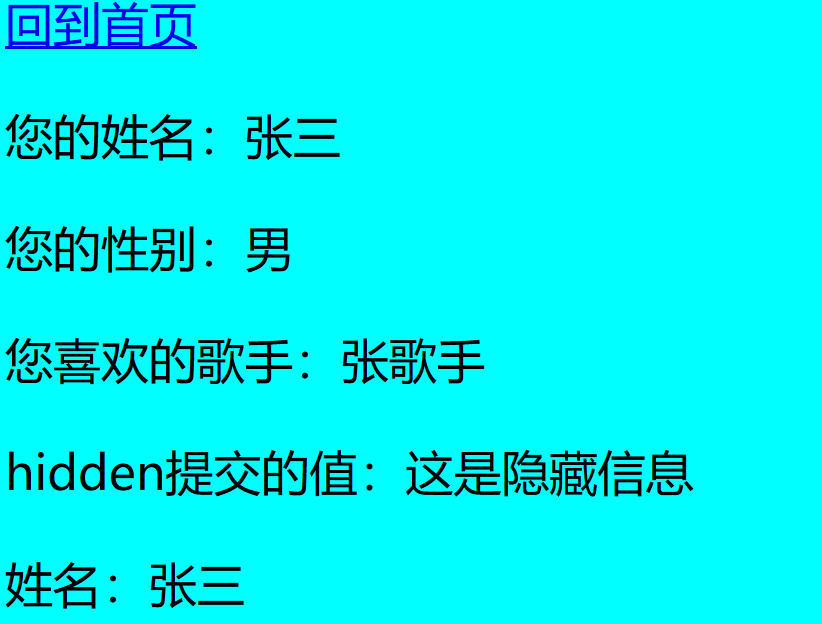 回到首页
您的姓名：张三
您的性别：男
您喜欢的歌手：张歌手
hidden提交的值：这是隐藏信息
姓名：张三